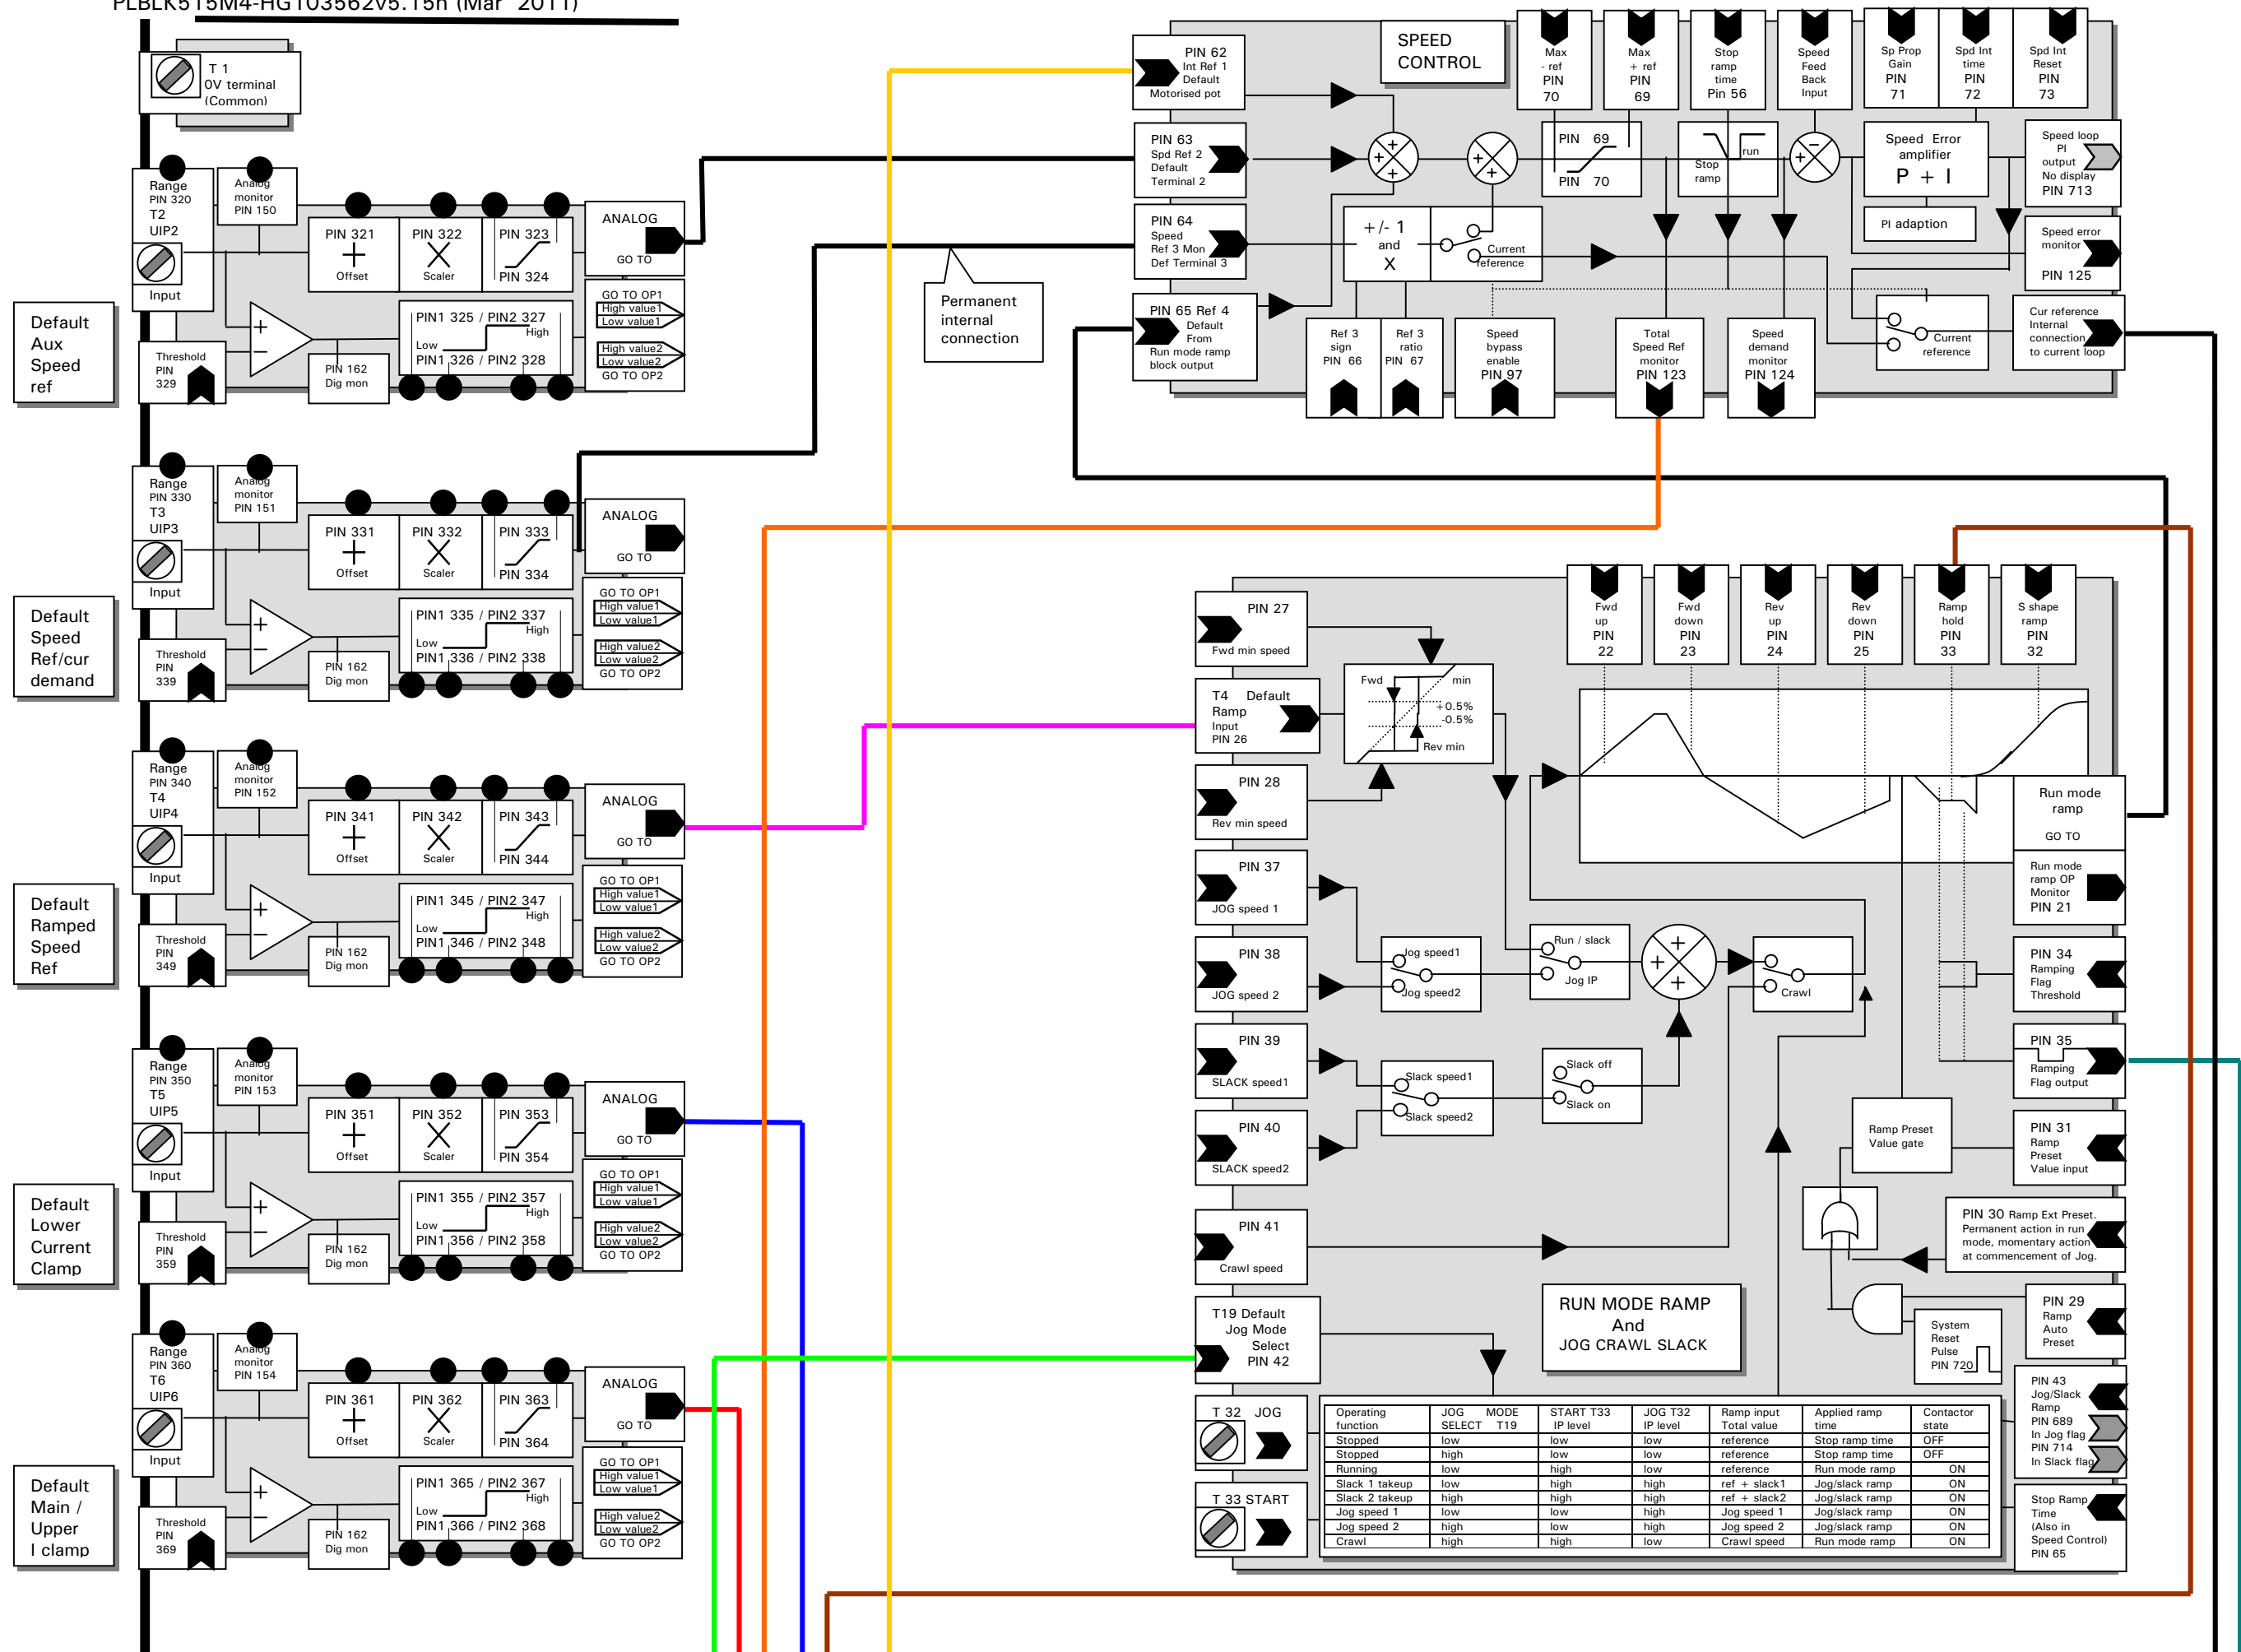 PLBLK515M4-HG103562v5.15h (Mar 2011)
T 1
0V terminal
(Common)
Default
Aux
Speed
ref
Range
PIN 320
T2
UIP2
Input
Analog
monitor
PIN 150
PIN 321
+
Offset
PIN 322
X
Scaler
PIN 323
PIN 324
ANALOG
GO TO
+
−
Threshold
PIN
329
PIN 162
Dig mon
PIN1 325 / PIN2 327
High
Low
PIN1 326 / PIN2 328
GO TO OP1
High value1
Low value1
High value2
Low value2
GO TO OP2
Default
Speed
Ref/cur
demand
Range
PIN 330
T3
UIP3
Input
Analog
monitor
PIN 151
PIN 331
+
Offset
PIN 332
X
Scaler
PIN 333
PIN 334
ANALOG
GO TO
+
−
Threshold
PIN
339
PIN 162
Dig mon
PIN1 335 / PIN2 337
High
Low
PIN1 336 / PIN2 338
GO TO OP1
High value1
Low value1
High value2
Low value2
GO TO OP2
Default
Ramped
Speed
Ref
Range
PIN 340
T4
UIP4
Input
Analog
monitor
PIN 152
PIN 341
+
Offset
PIN 342
X
Scaler
PIN 343
PIN 344
ANALOG
GO TO
+
−
Threshold
PIN
349
PIN 162
Dig mon
PIN1 345 / PIN2 347
High
Low
PIN1 346 / PIN2 348
GO TO OP1
High value1
Low value1
High value2
Low value2
GO TO OP2
Default
Lower
Current
Clamp
Range
PIN 350
T5
UIP5
Input
Analog
monitor
PIN 153
PIN 351
+
Offset
PIN 352
X
Scaler
PIN 353
PIN 354
ANALOG
GO TO
+
−
Threshold
PIN
359
PIN 162
Dig mon
PIN1 355 / PIN2 357
High
Low
PIN1 356 / PIN2 358
GO TO OP1
High value1
Low value1
High value2
Low value2
GO TO OP2
Default
Main /
Upper
I clamp
Range
PIN 360
T6
UIP6
Input
Analog
monitor
PIN 154
PIN 361
+
Offset
PIN 362
X
Scaler
PIN 363
PIN 364
ANALOG
GO TO
+
−
Threshold
PIN
369
PIN 162
Dig mon
PIN1 365 / PIN2 367
High
Low
PIN1 366 / PIN2 368
GO TO OP1
High value1
Low value1
High value2
Low value2
GO TO OP2
Permanent
internal
connection
SPEED
CONTROL
PIN 62
Int Ref 1
Default
Motorised pot
PIN 63
Spd Ref 2
Default
Terminal 2
PIN 64
Speed
Ref 3 Mon
Def Terminal 3
PIN 65 Ref 4
Default
From
Run mode ramp
block output
Max
- ref
PIN
70
Max
+ ref
PIN
69
Stop
ramp
time
Pin 56
Speed
Feed
Back
Input
Sp Prop
Gain
PIN
71
Spd Int
time
PIN
72
Spd Int
Reset
PIN
73
+
+
+
+
+
PIN 69
PIN 70
Stop
ramp
run
−
+
Speed Error
amplifier
P + I
PI adaption
Speed loop
PI
output
No display
PIN 713
Speed error
monitor
PIN 125
Cur reference
Internal
connection
to current loop
+/- 1
and
X
Current
reference
Current
reference
Ref 3
sign
PIN 66
Ref 3
ratio
PIN 67
Speed
bypass
enable
PIN 97
Total
Speed Ref
monitor
PIN 123
Speed
demand
monitor
PIN 124
PIN 27
Fwd min speed
T4 Default
Ramp
Input
PIN 26
PIN 28
Rev min speed
PIN 37
JOG speed 1
PIN 38
JOG speed 2
PIN 39
SLACK speed1
PIN 40
SLACK speed2
PIN 41
Crawl speed
T19 Default
Jog Mode
Select
PIN 42
T 32 JOG
T 33 START
Fwd min
+0.5%
-0.5%
Rev min
Fwd
up
PIN
22
Fwd
down
PIN
23
Rev
up
PIN
24
Rev
down
PIN
25
Ramp
hold
PIN
33
S shape
ramp
PIN
32
Run mode
ramp
GO TO
Run mode
ramp OP
Monitor
PIN 21
PIN 34
Ramping
Flag
Threshold
PIN 35
Ramping
Flag output
PIN 31
Ramp
Preset
Value input
PIN 30 Ramp Ext Preset.
Permanent action in run
mode, momentary action
at commencement of Jog.
PIN 29
Ramp
Auto
Preset
System
Reset
Pulse
PIN 720
PIN 43
Jog/Slack
Ramp
PIN 689
In Jog flag
PIN 714
In Slack flag
Stop Ramp
Time
(Also in
Speed Control)
PIN 65
Jog speed1
Jog speed2
Run / slack
Jog IP
+
+
Crawl
Slack speed1
Slack speed2
Slack off
Slack on
Ramp Preset
Value gate
RUN MODE RAMP
And
JOG CRAWL SLACK
Operating JOG MODE START T33 JOG T32 Ramp input Applied ramp Contactor
function SELECT T19 IP level IP level Total value time state
Stopped low low low reference Stop ramp time OFF
Stopped high low low reference Stop ramp time OFF
Running low high low reference Run mode ramp ON
Slack 1 takeup low high high ref + slack1 Jog/slack ramp ON
Slack 2 takeup high high high ref + slack2 Jog/slack ramp ON
Jog speed 1 low low high Jog speed 1 Jog/slack ramp ON
Jog speed 2 high low high Jog speed 2 Jog/slack ramp ON
Crawl high high low Crawl speed Run mode ramp ON